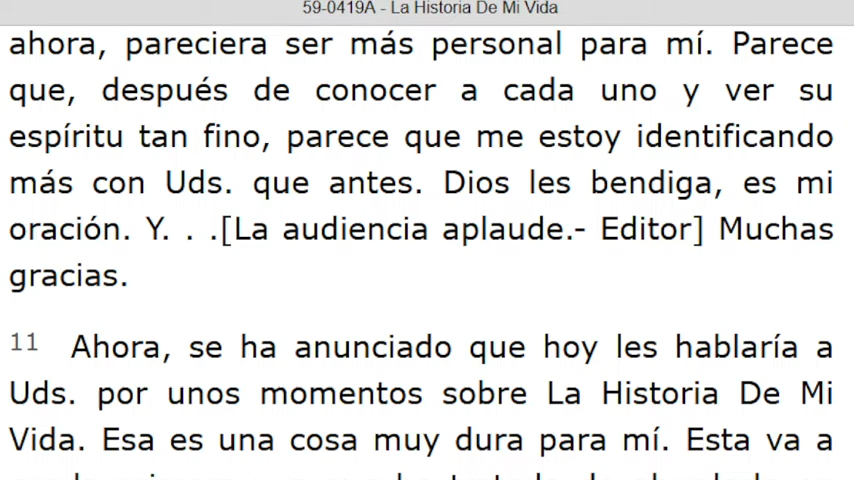 59-0419A - La Historia De Mi Vida
ahora, pareciera ser más personal para mí. Parece
que, después de conocer a cada uno y ver su
espíritu tan fino, parece que me estoy identificando
más con Uds. que antes. Dios les bendiga, es mi
oración. Y. . .[La audiencia aplaude.- Editor] Muchas
gracias.
11 Ahora, se ha anunciado que hoy les hablaría a
Uds. por unos momentos sobre La Historia De Mi
Vida. Esa es una cosa muy dura para mí. Esta va a